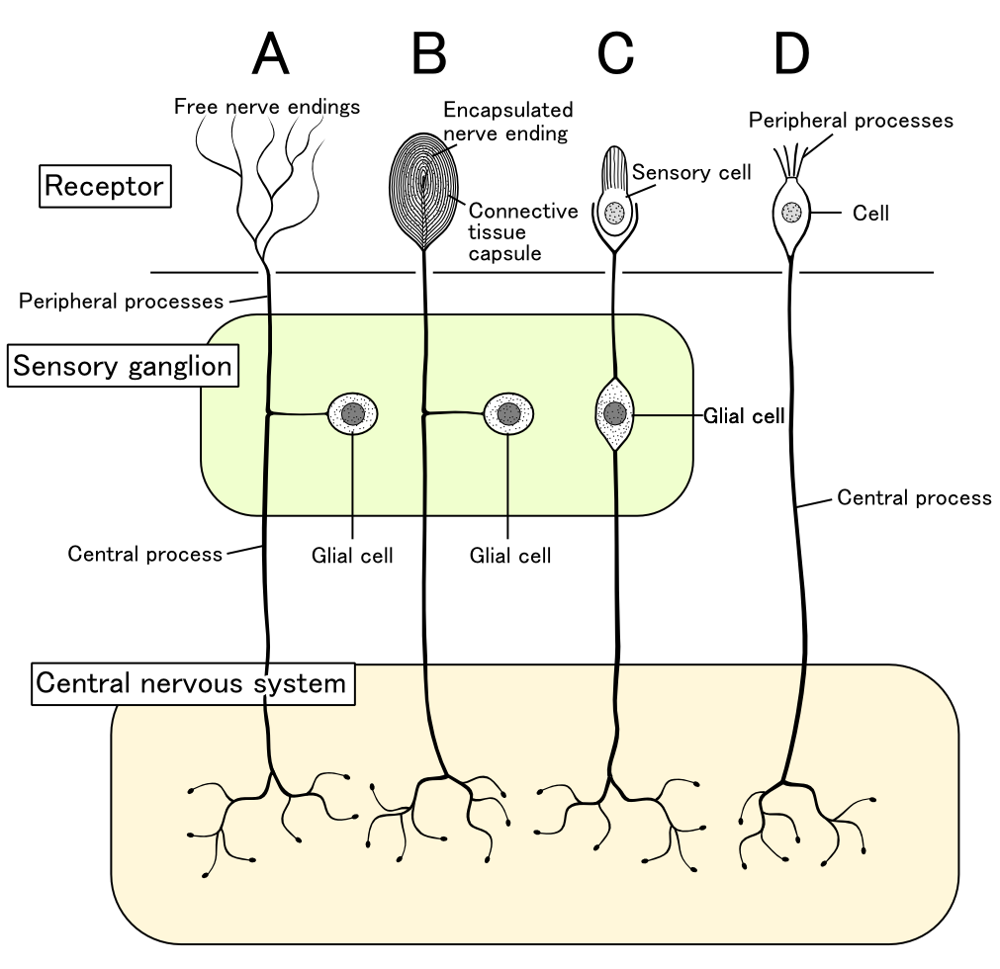 A
B
C
D
Free nerve endings
Encapsulated
nerve ending
Peripheral processes
Receptor
Sensory cell
Connective
tissue
capsule
Cell
Peripheral processes
Sensory ganglion
Glial cell
Central process
Central process
Glial cell
Glial cell
Central nervous system